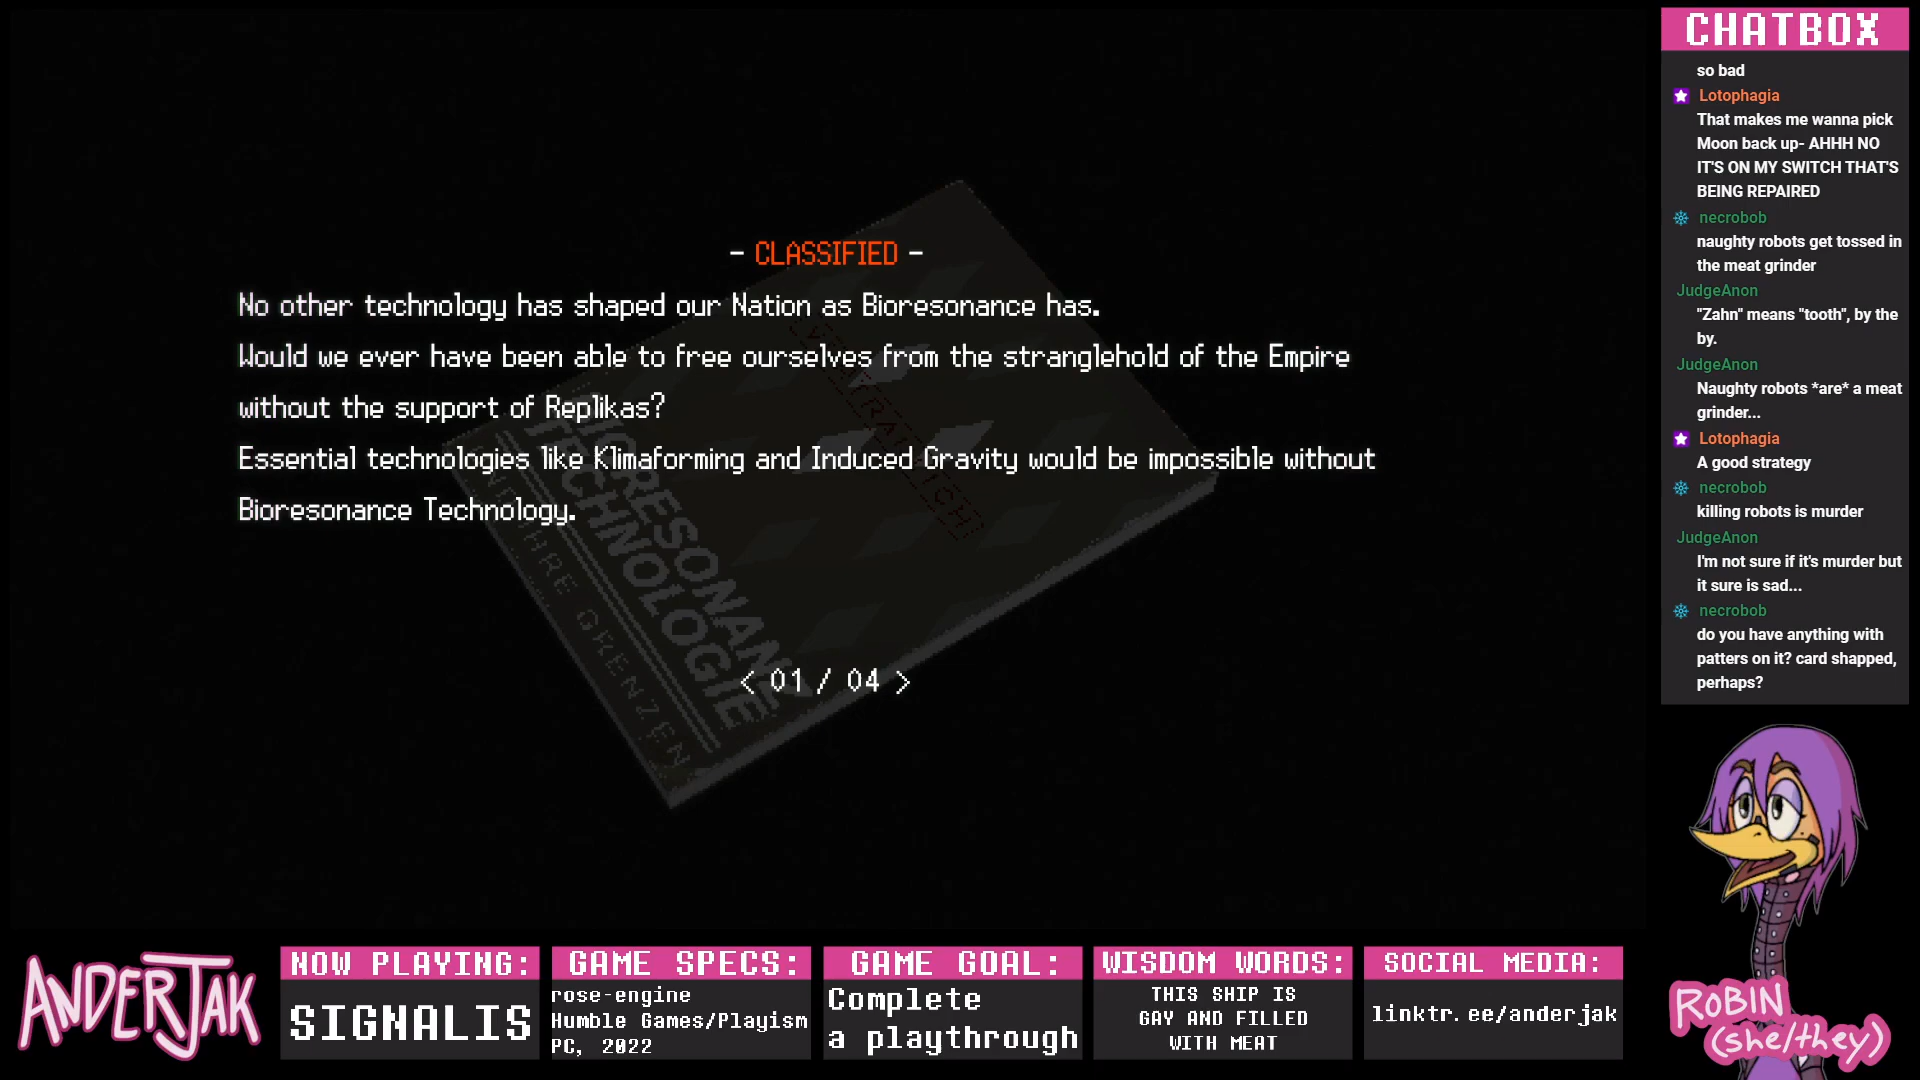 - CLASSIFIED -
No other technology has shaped our Nation as Bioresonance has.
Would we ever have been able to free ourselves from the stranglehold of the Empire
without the support of Replikas?
Essential technologies like Klimaforming and Induced Gravity would be impossible without
Bioresonance Technology.
BIORESONANZ
TECHNOLOGIE
UND IHRE GRENZEN
< 01 / 04 >
CHATBOX
so bad
Lotophagia
That makes me wanna pick
Moon back up- AHHH NO
IT'S ON MY SWITCH THAT'S
BEING REPAIRED
necrobob
naughty robots get tossed in
the meat grinder
JudgeAnon
"Zahn" means "tooth", by the
by.
JudgeAnon
Naughty robots *are* a meat
grinder...
Lotophagia
A good strategy
necrobob
killing robots is murder
JudgeAnon
I'm not sure if it's murder but
it sure is sad...
necrobob
do you have anything with
patters on it? card shapped,
perhaps?
ANDERJAK
NOW PLAYING:
SIGNALIS
GAME SPECS:
rose-engine
Humble Games/Playism
PC, 2022
GAME GOAL:
Complete
a playthrough
WISDOM WORDS:
THIS SHIP IS
GAY AND FILLED
WITH MEAT
SOCIAL MEDIA:
linktr.ee/anderjak
ROBIN
(she/they)